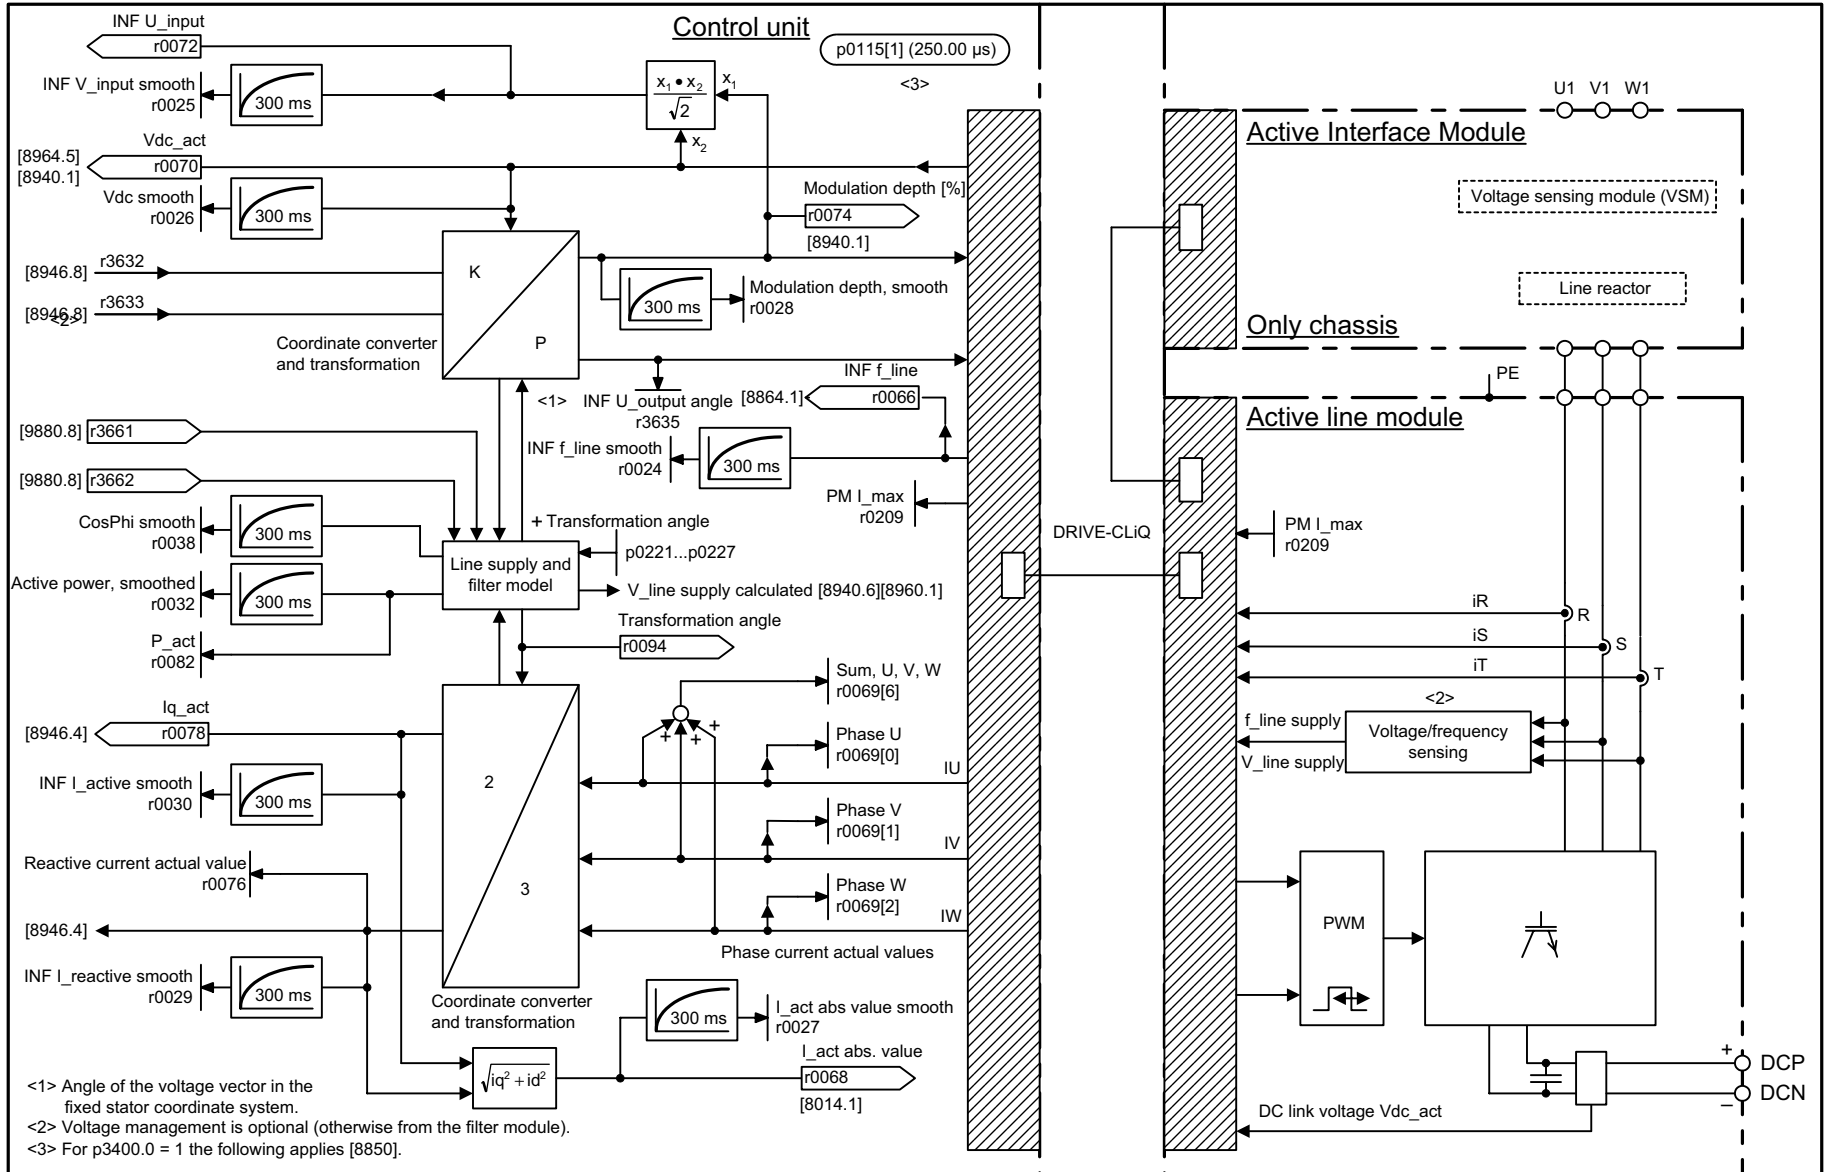 INF U_input
r0072
Control unit
p0115[1] (250.00 µs)
<3>
INF V_input smooth
r0025
300 ms
x1 • x2
√2
x1
x2
Vdc_act
[8964.5]
[8940.1]
r0070
Vdc smooth
r0026
300 ms
Modulation depth [%]
r0074
[8940.1]
[8946.8]
r3632
[8946.8]
r3633
<2>
K
P
Coordinate converter
and transformation
300 ms
Modulation depth, smooth
r0028
<1>
INF U_output angle
r3635
INF f_line
[8864.1]
r0066
INF f_line smooth
r0024
300 ms
PM I_max
r0209
[9880.8]
r3661
[9880.8]
r3662
CosPhi smooth
r0038
300 ms
+ Transformation angle
p0221...p0227
Line supply and
filter model
V_line supply calculated [8940.6][8960.1]
Active power, smoothed
r0032
300 ms
P_act
r0082
Transformation angle
r0094
Sum, U, V, W
r0069[6]
+
+
+
Iq_act
[8946.4]
r0078
Phase U
r0069[0]
IU
INF I_active smooth
r0030
300 ms
2
3
Phase V
r0069[1]
IV
Reactive current actual value
r0076
Phase W
r0069[2]
IW
[8946.4]
Phase current actual values
INF I_reactive smooth
r0029
300 ms
Coordinate converter
and transformation
300 ms
I_act abs value smooth
r0027
√iq² + id²
I_act abs. value
r0068
[8014.1]
<1> Angle of the voltage vector in the
fixed stator coordinate system.
<2> Voltage management is optional (otherwise from the filter module).
<3> For p3400.0 = 1 the following applies [8850].
DRIVE-CLiQ
U1 V1 W1
Active Interface Module
Voltage sensing module (VSM)
Line reactor
Only chassis
PE
Active line module
PM I_max
r0209
iR
R
iS
S
iT
T
<2>
f_line supply
V_line supply
Voltage/frequency
sensing
PWM
+
DCP
DCN
–
DC link voltage Vdc_act